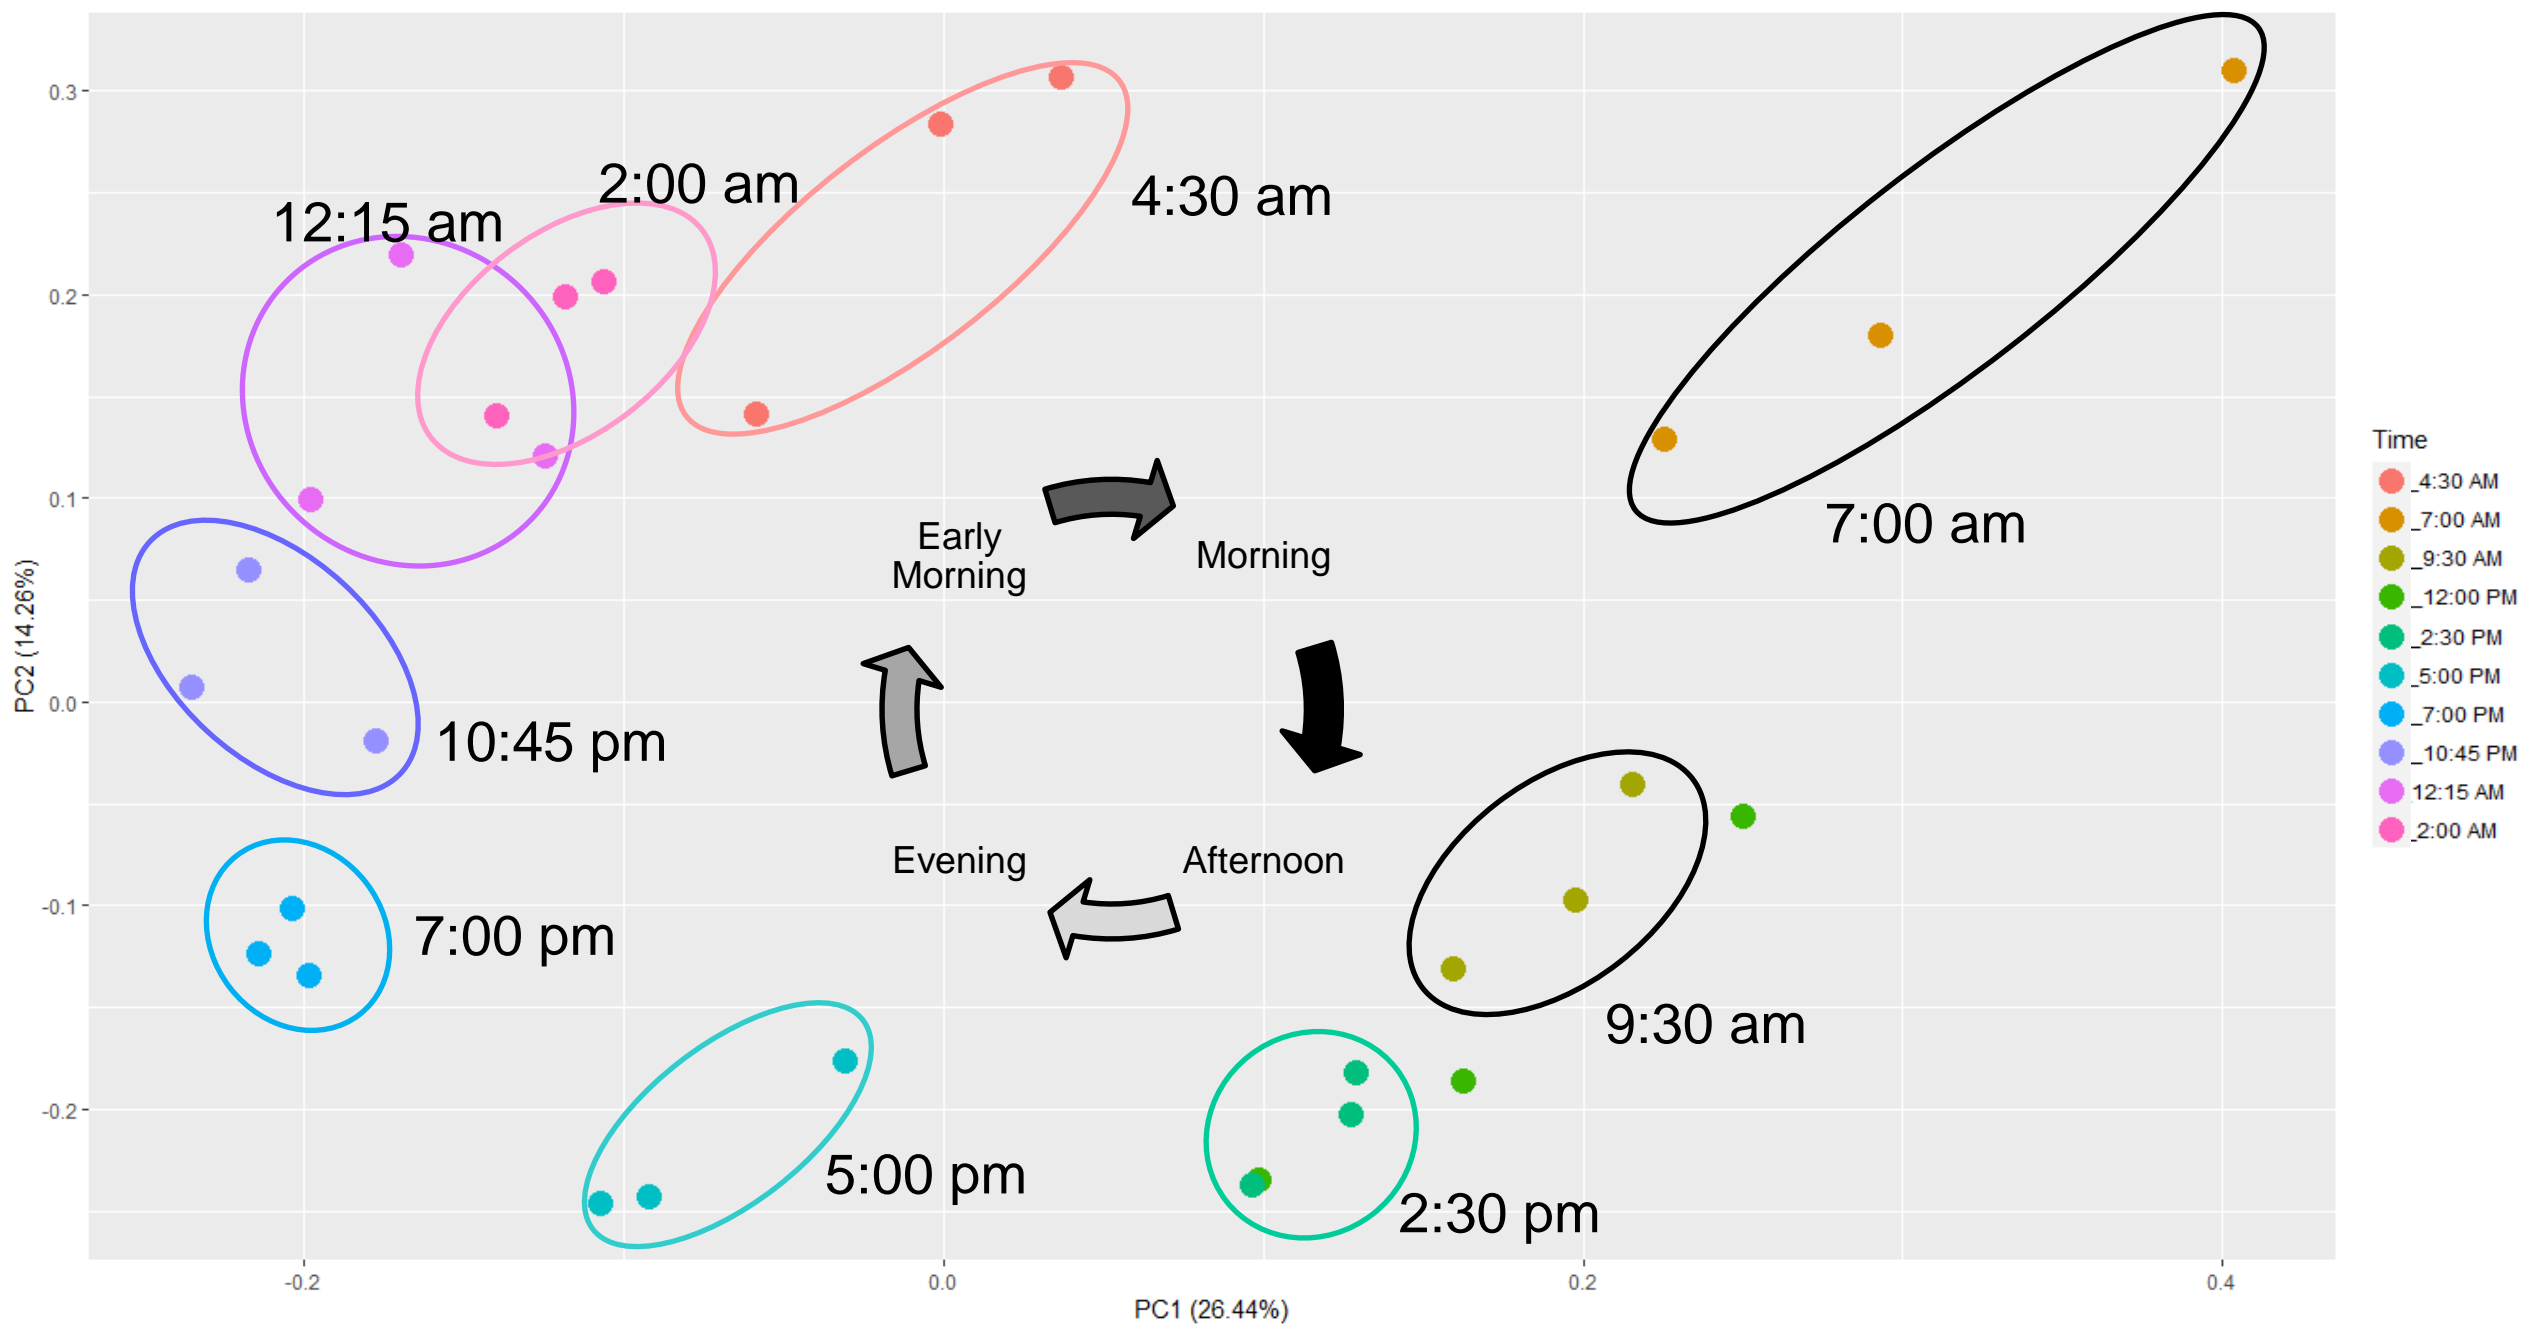 0.3
0.2
0.1
0.0
-0.1
-0.2
PC2 (14.26%)
12:15 am
2:00 am
4:30 am
7:00 am
10:45 pm
7:00 pm
5:00 pm
2:30 pm
9:30 am
Early
Morning
Morning
Evening
Afternoon
-0.2
0.0
0.2
0.4
PC1 (26.44%)
Time
_4:30 AM
_7:00 AM
_9:30 AM
_12:00 PM
_2:30 PM
_5:00 PM
_7:00 PM
_10:45 PM
12:15 AM
_2:00 AM